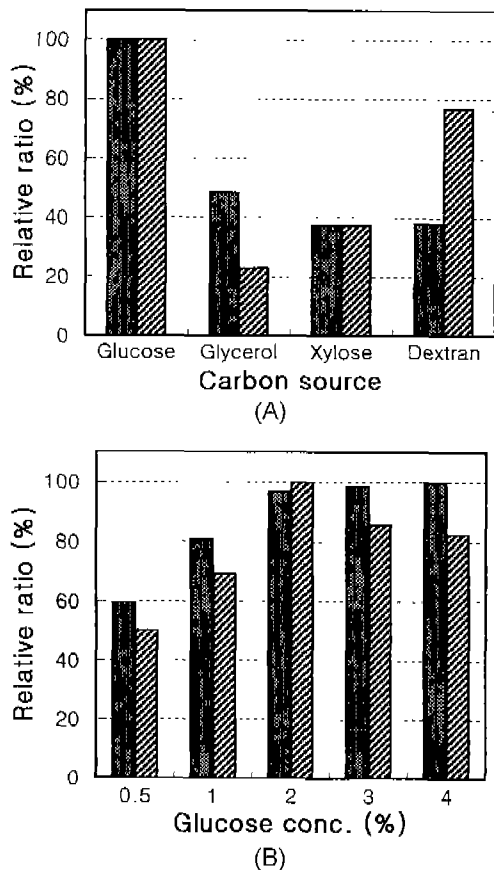 Relative ratio (%)
100
80
60
40
20
0
Glucose Glycerol Xylose Dextran
Carbon source
(A)
Relative ratio (%)
100
80
60
40
20
0
0.5 1 2 3 4
Glucose conc. (%)
(B)